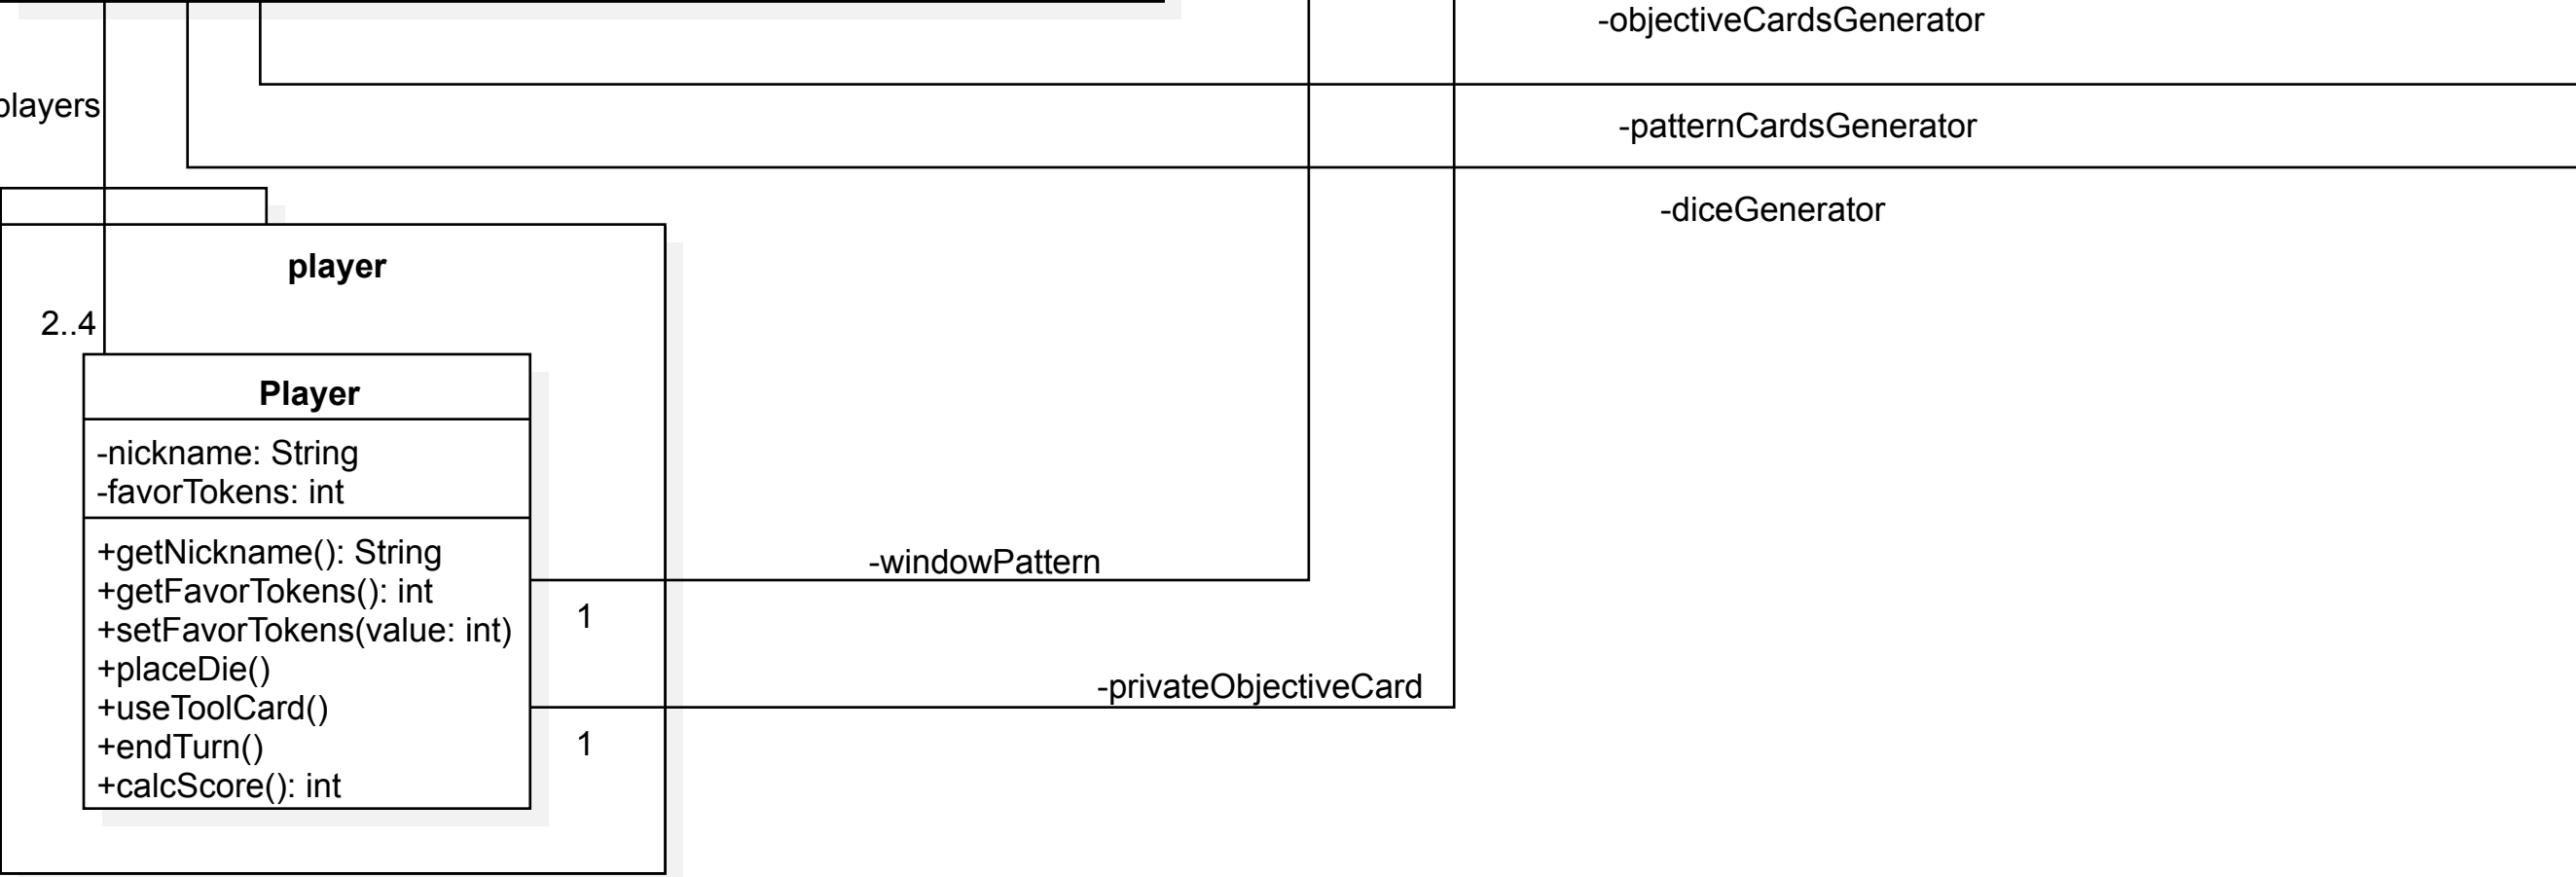 -objectiveCardsGenerator
players
-patternCardsGenerator
-diceGenerator
player
2..4
Player
-nickname: String
-favorTokens: int
+getNickname(): String
+getFavorTokens(): int
+setFavorTokens(value: int)
+placeDie()
+useToolCard()
+endTurn()
+calcScore(): int
-windowPattern
1
-privateObjectiveCard
1